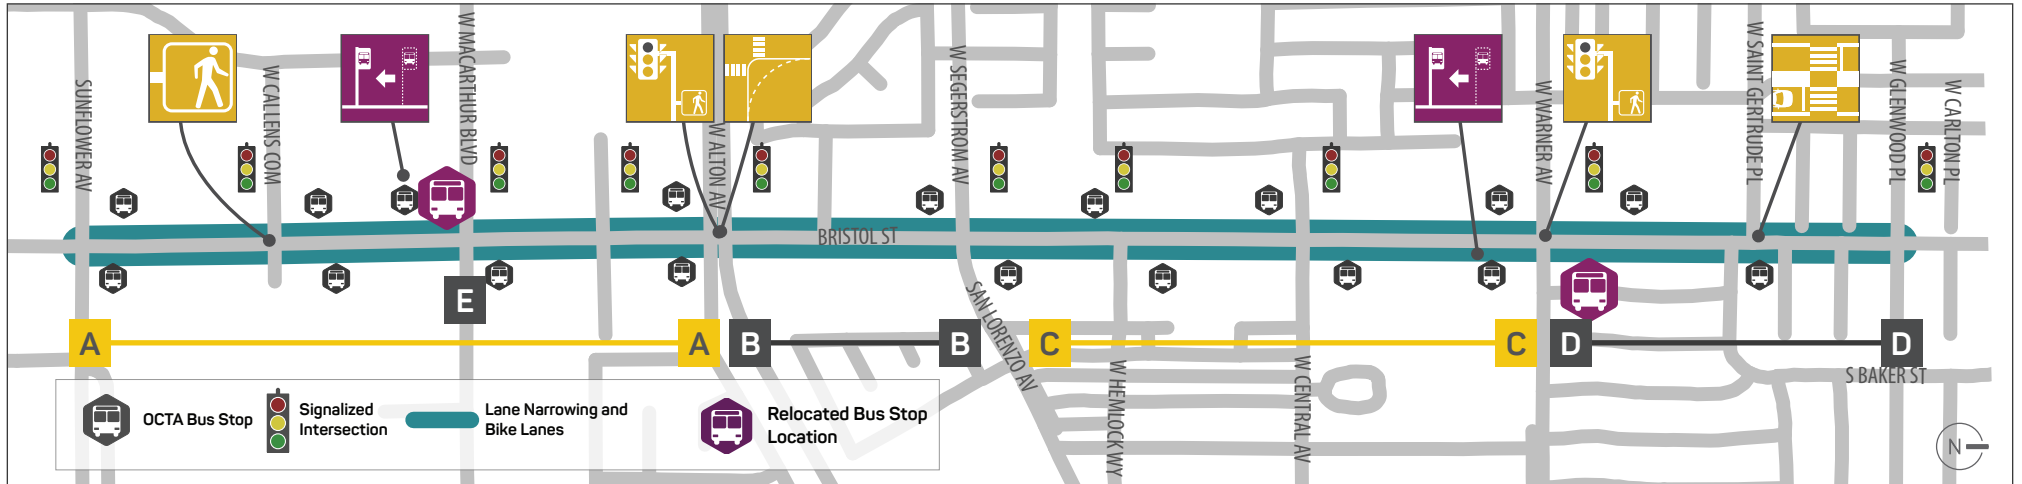 SUNFLOWER AV
W CALLENS COM
W MACARTHUR BLVD
W ALTON AV
W SEGERSTROM AV
W WARNER AV
W SAINT GERTRUDE PL
W GLENWOOD PL
W CARLTON PL
BRISTOL ST
E
SAN LORENZO AV
A
A
B
B
C
C
D
D
W HEMLOCK WY
W CENTRAL AV
S BAKER ST
OCTA Bus Stop
Signalized
Intersection
Lane Narrowing and
Bike Lanes
Relocated Bus Stop
Location
N